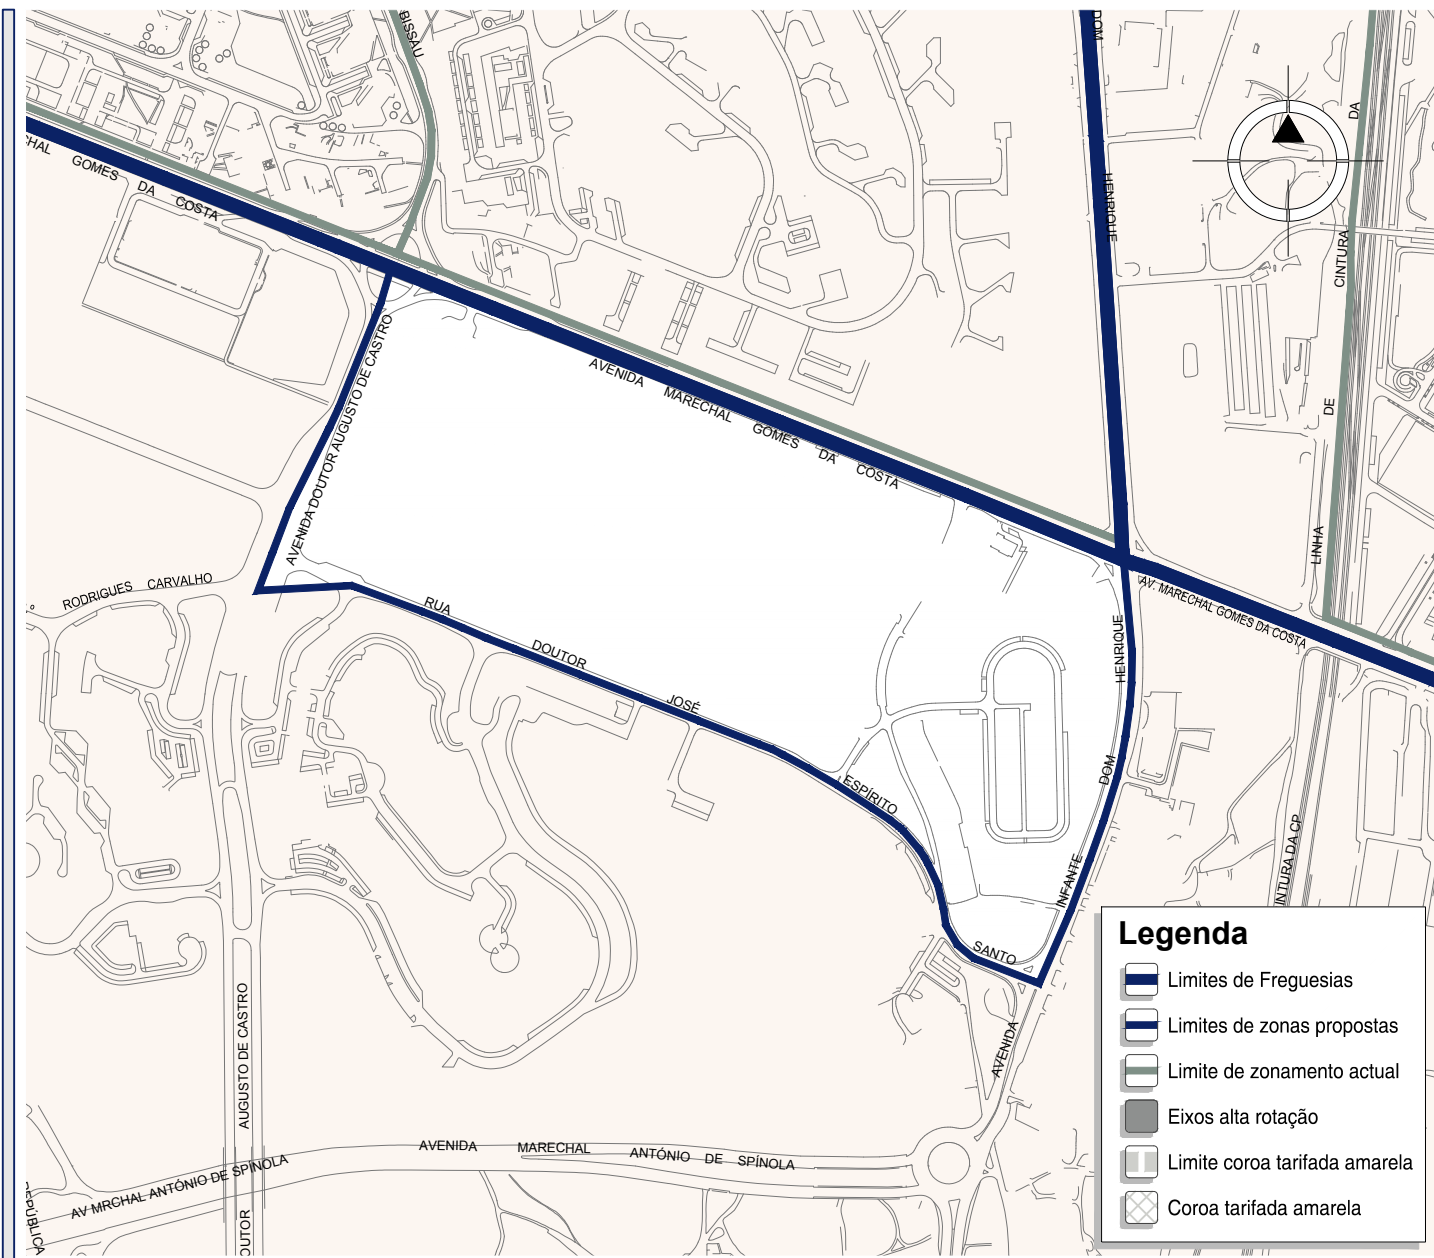 BISSAU
DOM
DA
CHAL GOMES DA COSTA
HENRIQUE
CINTURA
AVENIDA DOUTOR AUGUSTO DE CASTRO
AVENIDA MARECHAL GOMES DA COSTA
DE
LINHA
RODRIGUES CARVALHO
AV. MARECHAL GOMES DA COSTA
RUA DOUTOR JOSÉ ESPÍRITO SANTO
HENRIQUE
DOM
INFANTE
AVENIDA
INTURA DA CP
AUGUSTO DE CASTRO
OUTOR
AVENIDA MARECHAL ANTÓNIO DE SPÍNOLA
AV MRCHAL ANTÓNIO DE SPÍNOLA
REPÚBLICA
Legenda
Limites de Freguesias
Limites de zonas propostas
Limite de zonamento actual
Eixos alta rotação
Limite coroa tarifada amarela
Coroa tarifada amarela